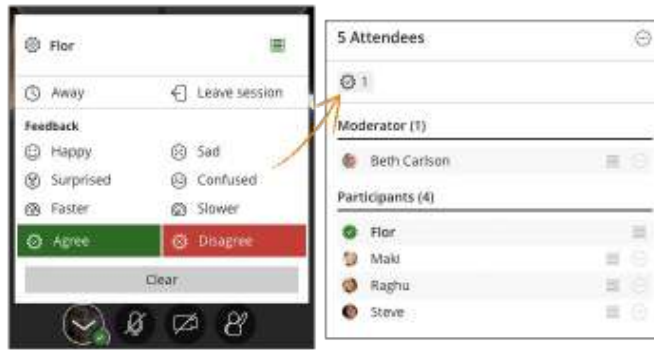 Flor
Away Leave session
Feedback
Happy Sad
Surprised Confused
Faster Slower
Agree Disagree
Clear
5 Attendees
1
Moderator (1)
Beth Carlson
Participants (4)
Flor
Maki
Raghu
Steve